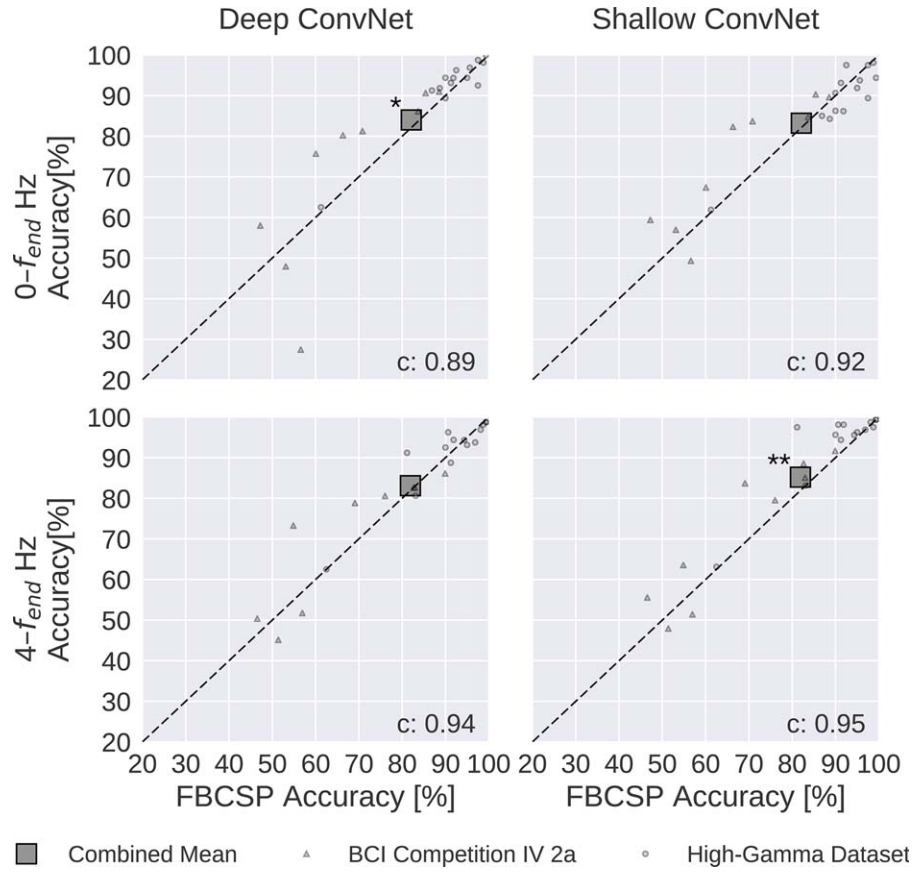 Deep ConvNet
Shallow ConvNet
0-f_end Hz
Accuracy[%]
100
90
80
70
60
50
40
30
20
*
c: 0.89
c: 0.92
4-f_end Hz
Accuracy[%]
100
90
80
70
60
50
40
30
20
**
c: 0.94
c: 0.95
20 30 40 50 60 70 80 90 100
20 30 40 50 60 70 80 90 100
FBCSP Accuracy [%]
FBCSP Accuracy [%]
Combined Mean
BCI Competition IV 2a
High-Gamma Dataset